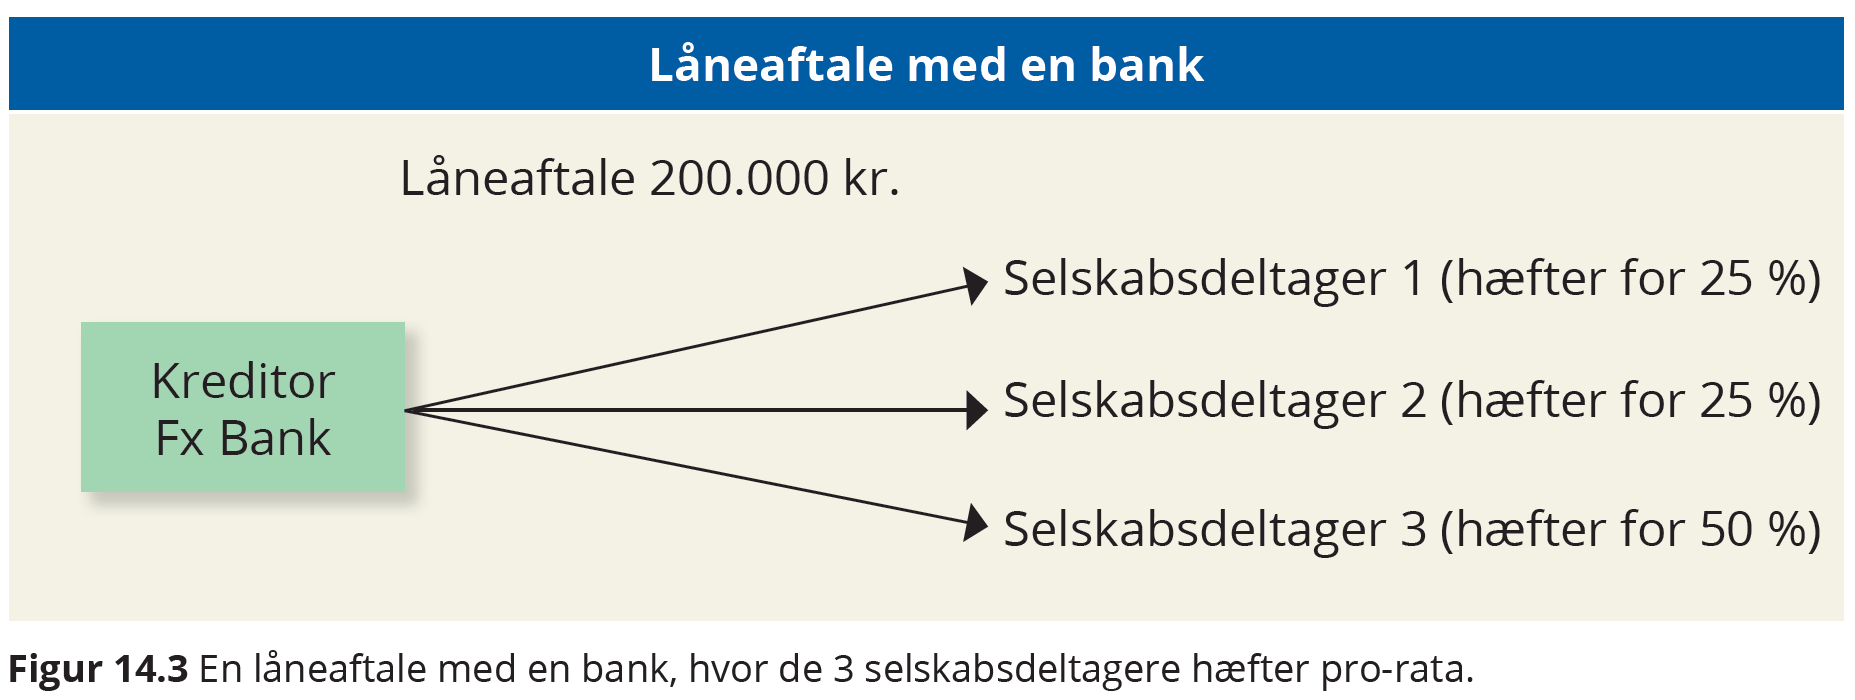 Låneaftale med en bank
Låneaftale 200.000 kr.
Selskabsdeltager 1 (hæfter for 25 %)
Kreditor
Fx Bank
Selskabsdeltager 2 (hæfter for 25 %)
Selskabsdeltager 3 (hæfter for 50 %)
Figur 14.3 En låneaftale med en bank, hvor de 3 selskabsdeltagere hæfter pro-rata.